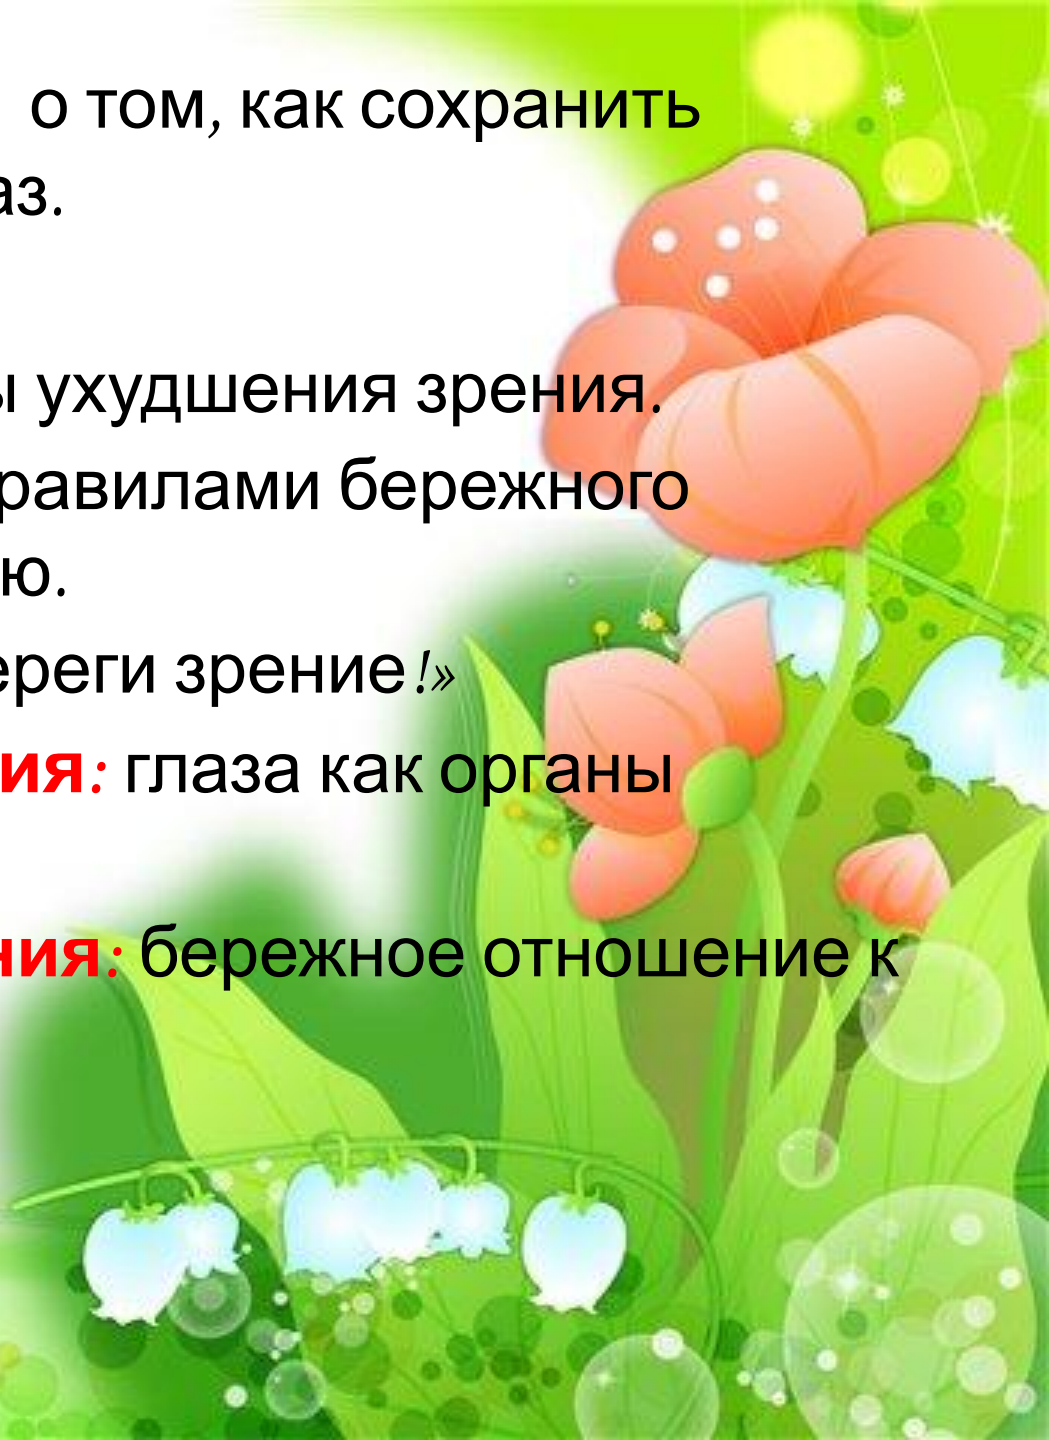 о том, как сохранить
аз.
ы ухудшения зрения.
равилами бережного
ю.
ереги зрение!»
ия: глаза как органы
ния: бережное отношение к